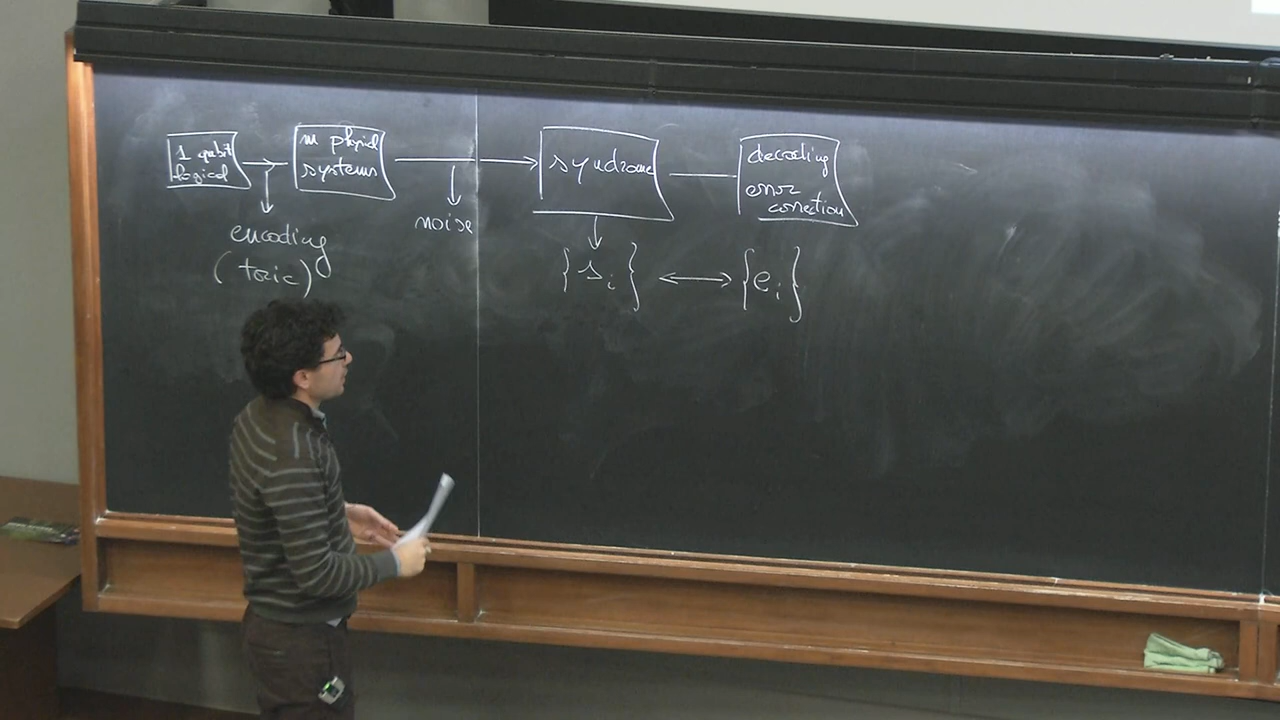 1 qubit
logical
m physical
systems
encoding
(toric)
noise
syndrome
{s_i} ↔ {e_i}
decoding
error
correction